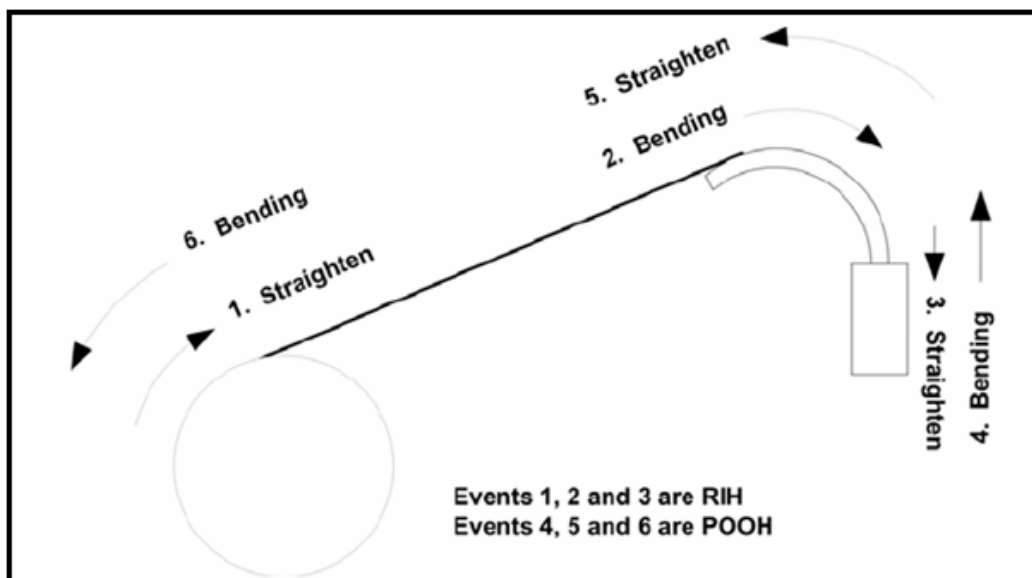 5. Straighten
2. Bending
6. Bending
1. Straighten
3. Straighten
4. Bending
Events 1, 2 and 3 are RIH
Events 4, 5 and 6 are POOH